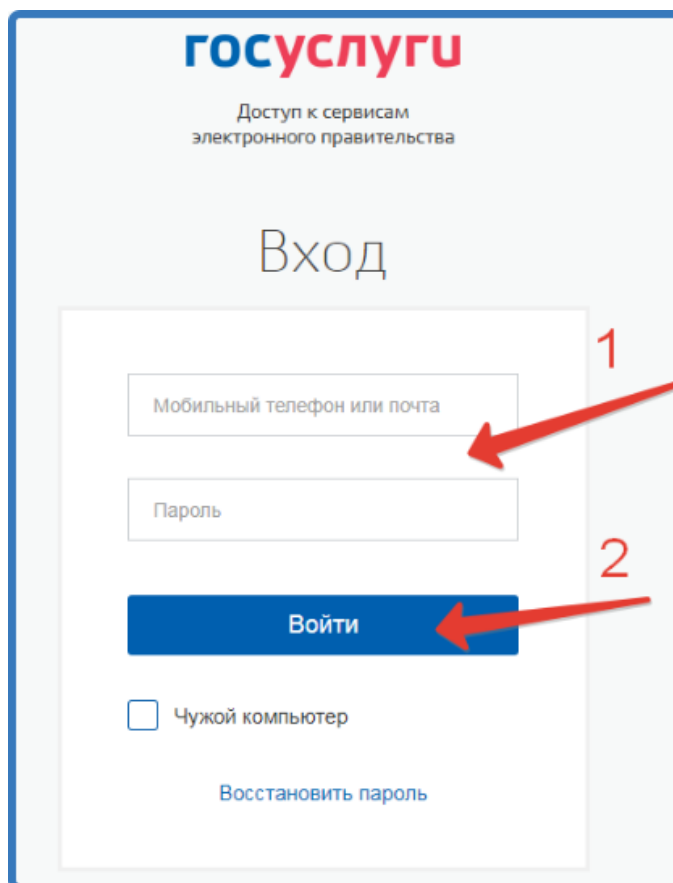 госуслуги
Доступ к сервисам
электронного правительства
Вход
1
Мобильный телефон или почта
Пароль
2
Войти
Чужой компьютер
Восстановить пароль